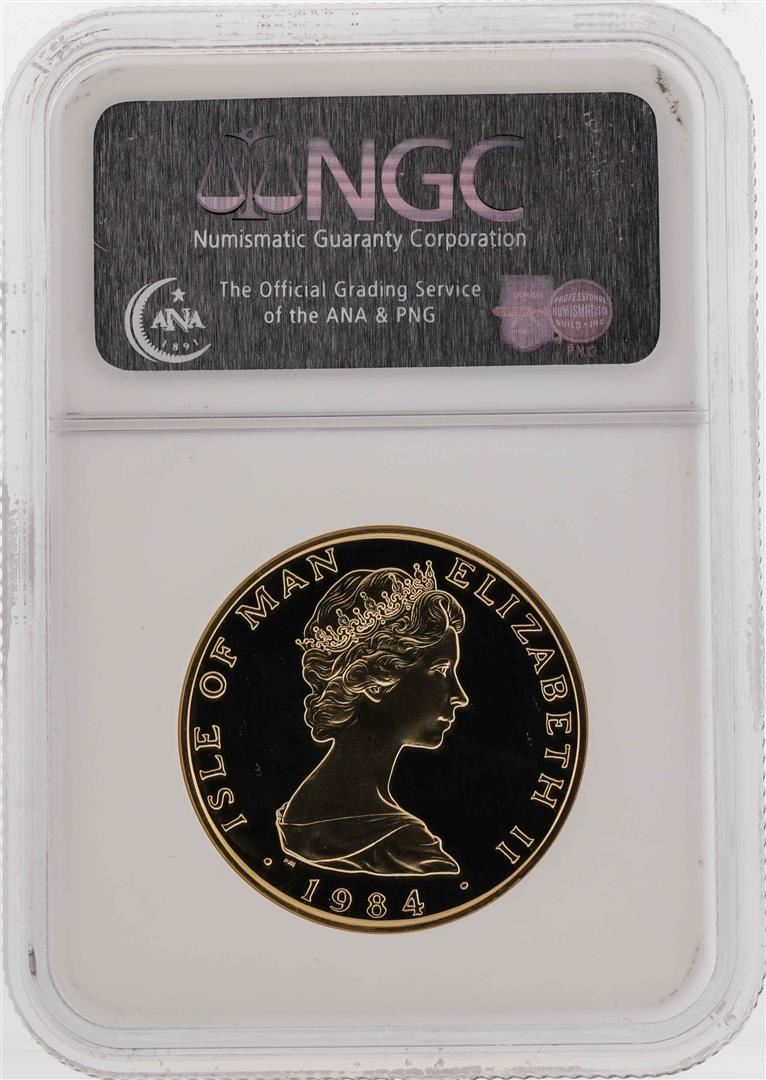 NGC
Numismatic Guaranty Corporation
The Official Grading Service
of the ANA & PNG
ANA
1891
PROFESSIONAL
NUMISMATISTS
GUILD • INC
PNG
ISLE OF MAN ELIZABETH II
1984
PM